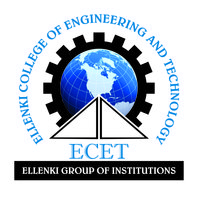 ELLENKI COLLEGE OF ENGINEERING AND TECHNOLOGY
ECET
ELLENKI GROUP OF INSTITUTIONS